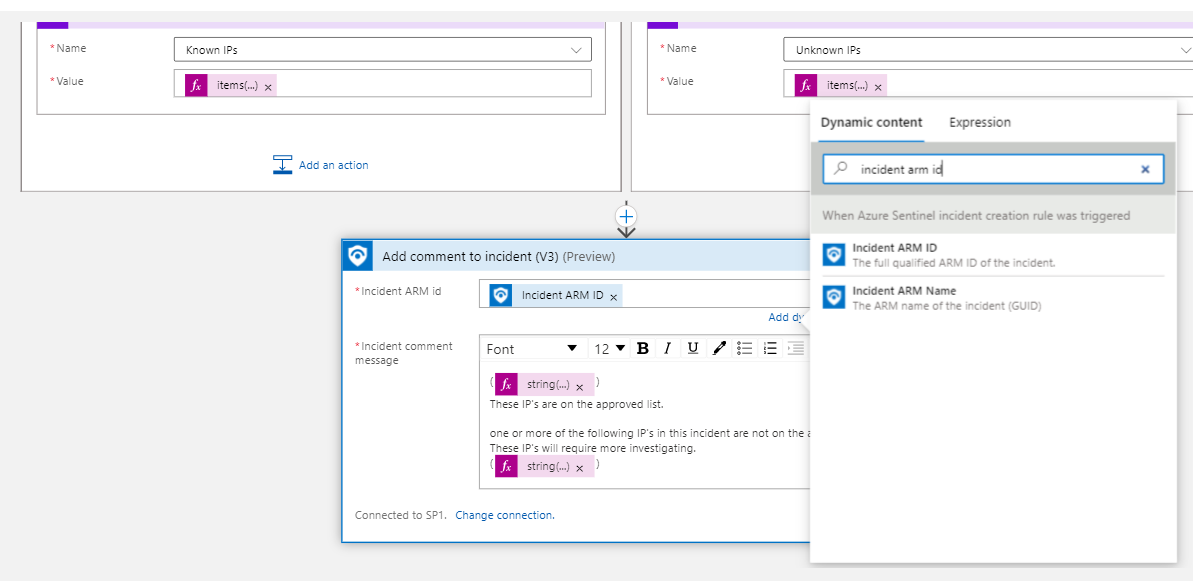 *Name
Known IPs
*Value
fx items(...) ×
Add an action
*Name
Unknown IPs
*Value
fx items(...) ×
Dynamic content
Expression
incident arm id
×
When Azure Sentinel incident creation rule was triggered
Incident ARM ID
The full qualified ARM ID of the incident.
Incident ARM Name
The ARM name of the incident (GUID)
Add comment to incident (V3) (Preview)
*Incident ARM id
Incident ARM ID ×
Add dy
*Incident comment
message
Font
12
B I U
( fx string(...) × )
These IP's are on the approved list.
one or more of the following IP's in this incident are not on the a
These IP's will require more investigating.
( fx string(...) × )
Connected to SP1. Change connection.